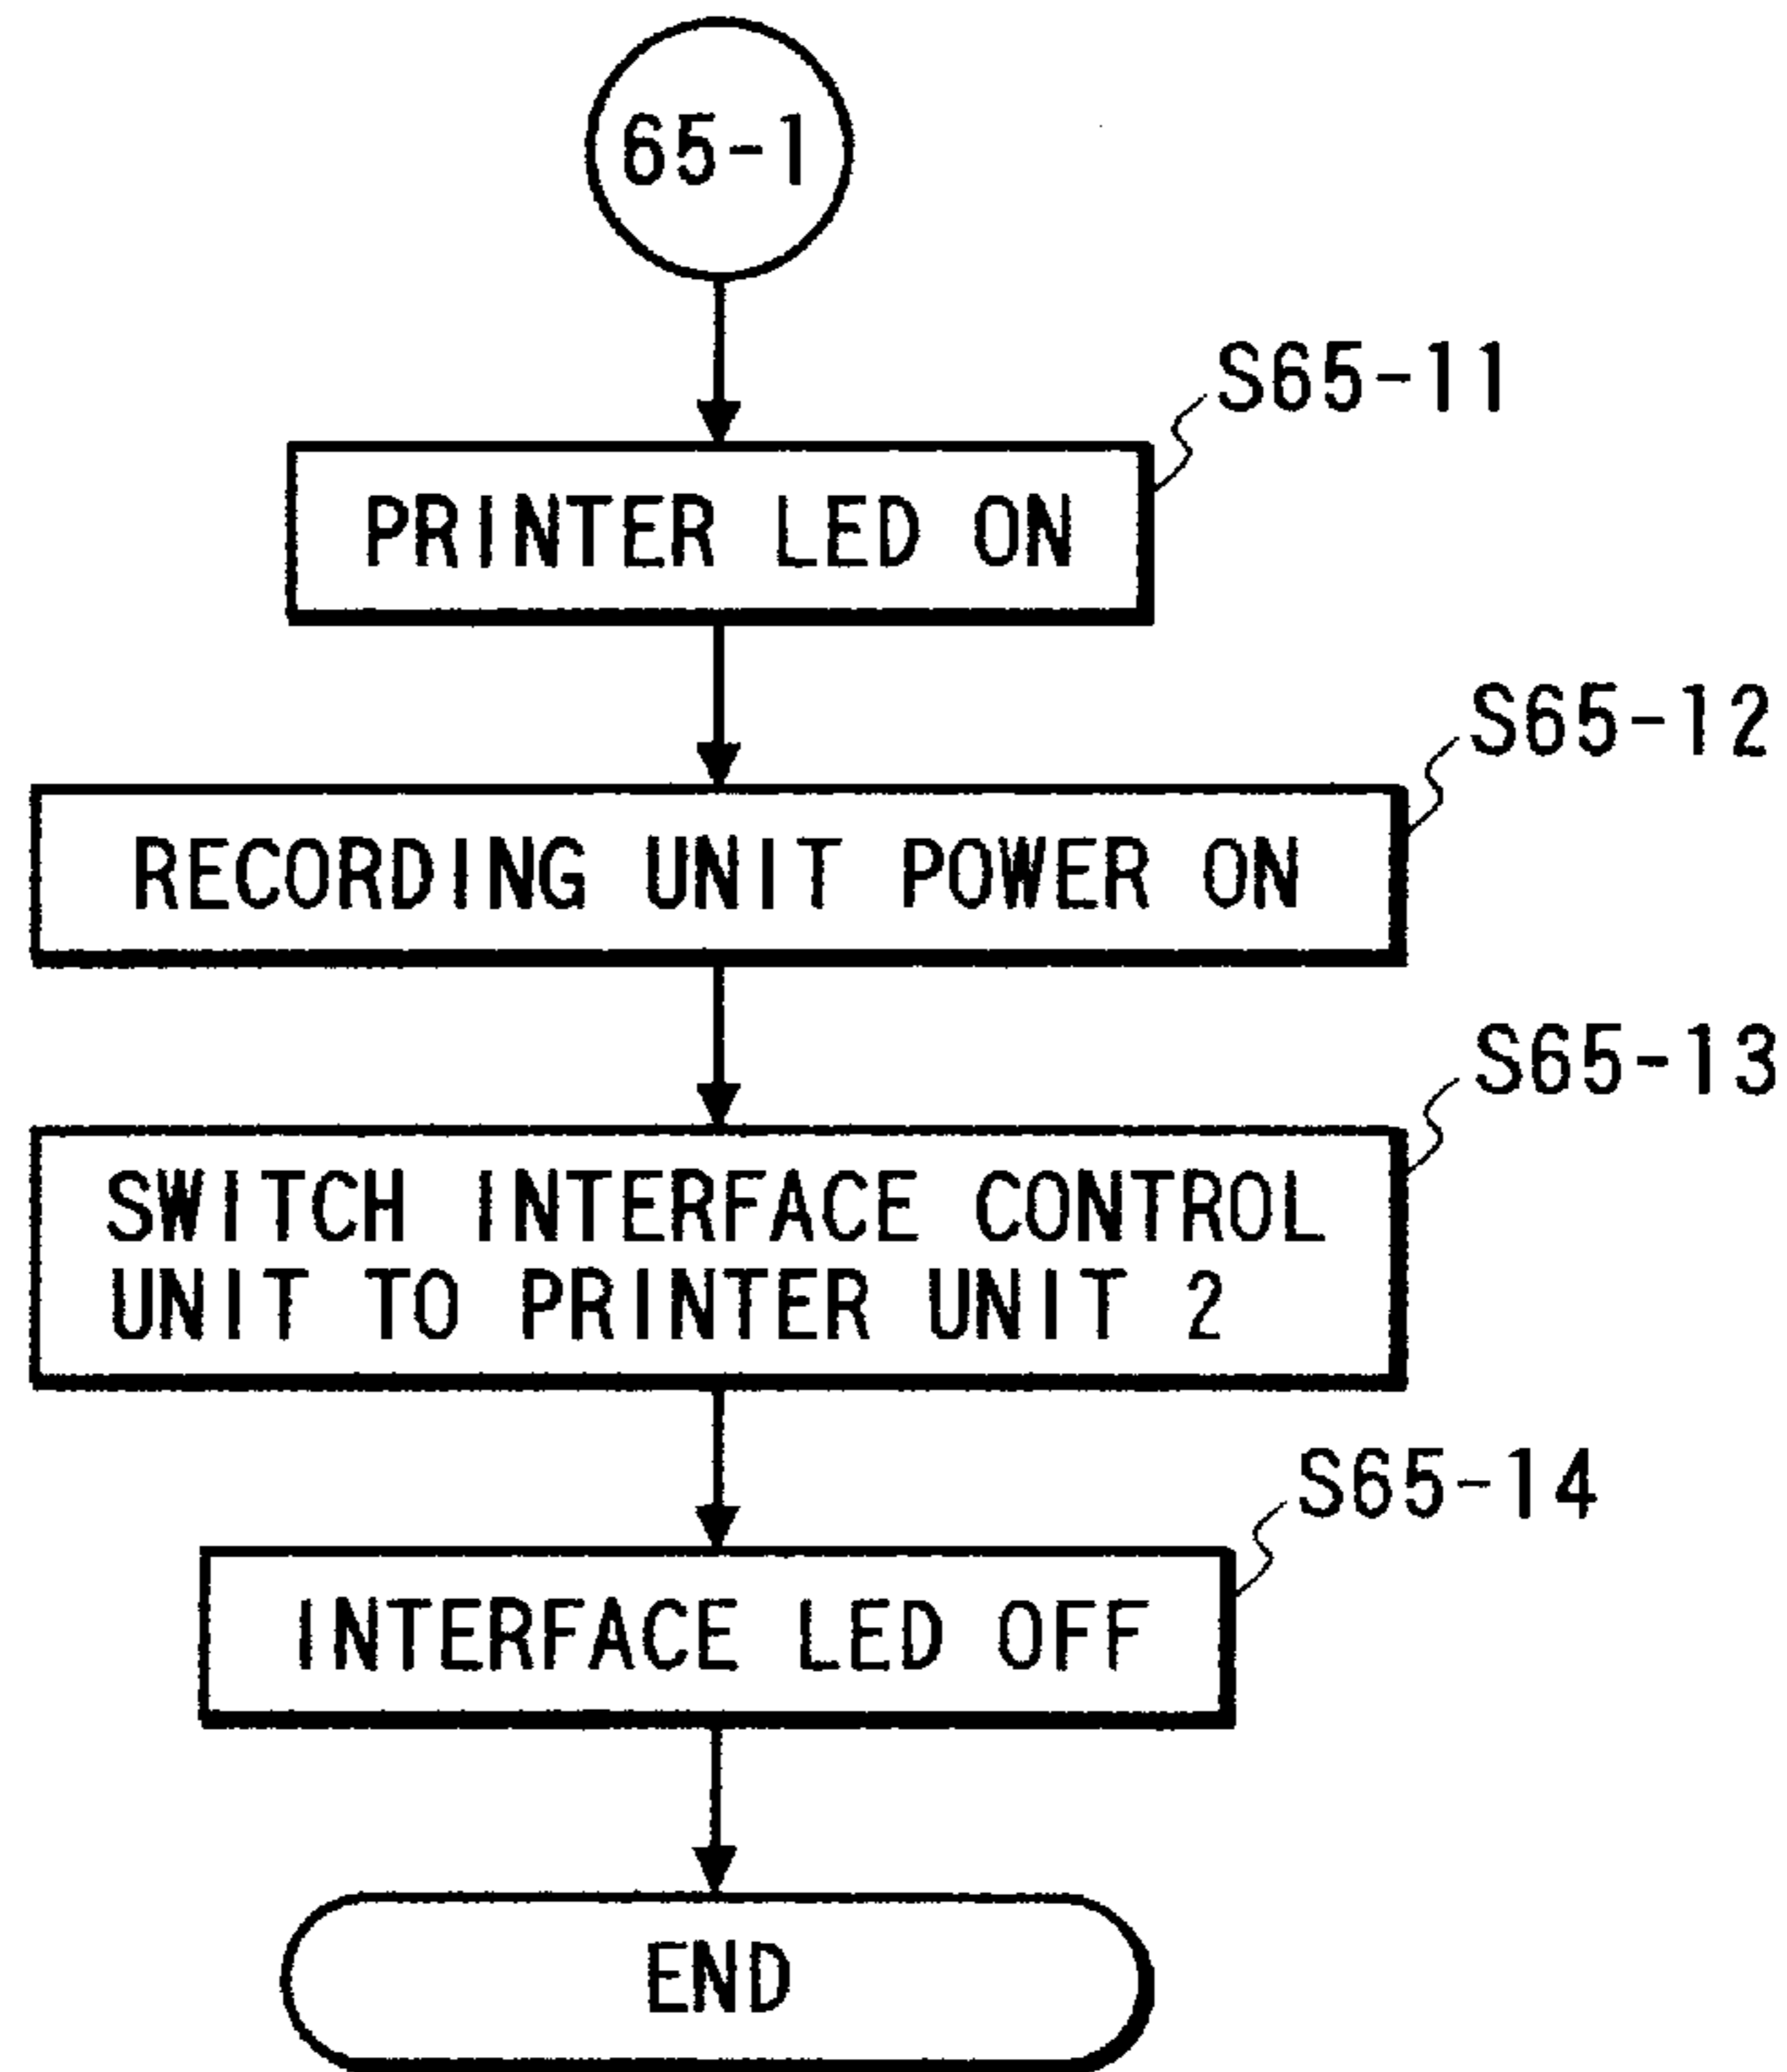 65-1
S65-11
PRINTER LED ON
S65-12
RECORDING UNIT POWER ON
S65-13
SWITCH INTERFACE CONTROL
UNIT TO PRINTER UNIT 2
S65-14
INTERFACE LED OFF
END